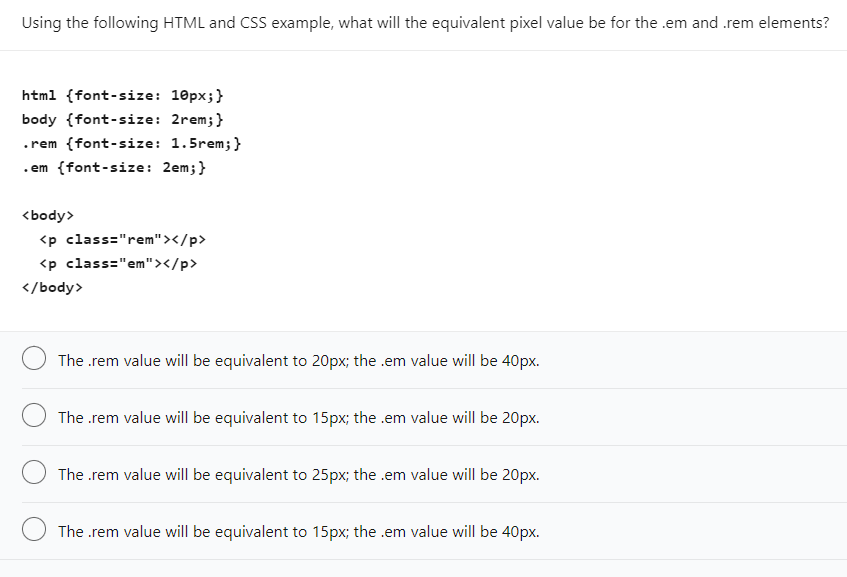 Using the following HTML and CSS example, what will the equivalent pixel value be for the .em and .rem elements?
html {font-size: 10px;}
body {font-size: 2rem;}
.rem {font-size: 1.5rem;}
.em {font-size: 2em;}
<body>
  <p class="rem"></p>
  <p class="em"></p>
</body>
The .rem value will be equivalent to 20px; the .em value will be 40px.
The .rem value will be equivalent to 15px; the .em value will be 20px.
The .rem value will be equivalent to 25px; the .em value will be 20px.
The .rem value will be equivalent to 15px; the .em value will be 40px.